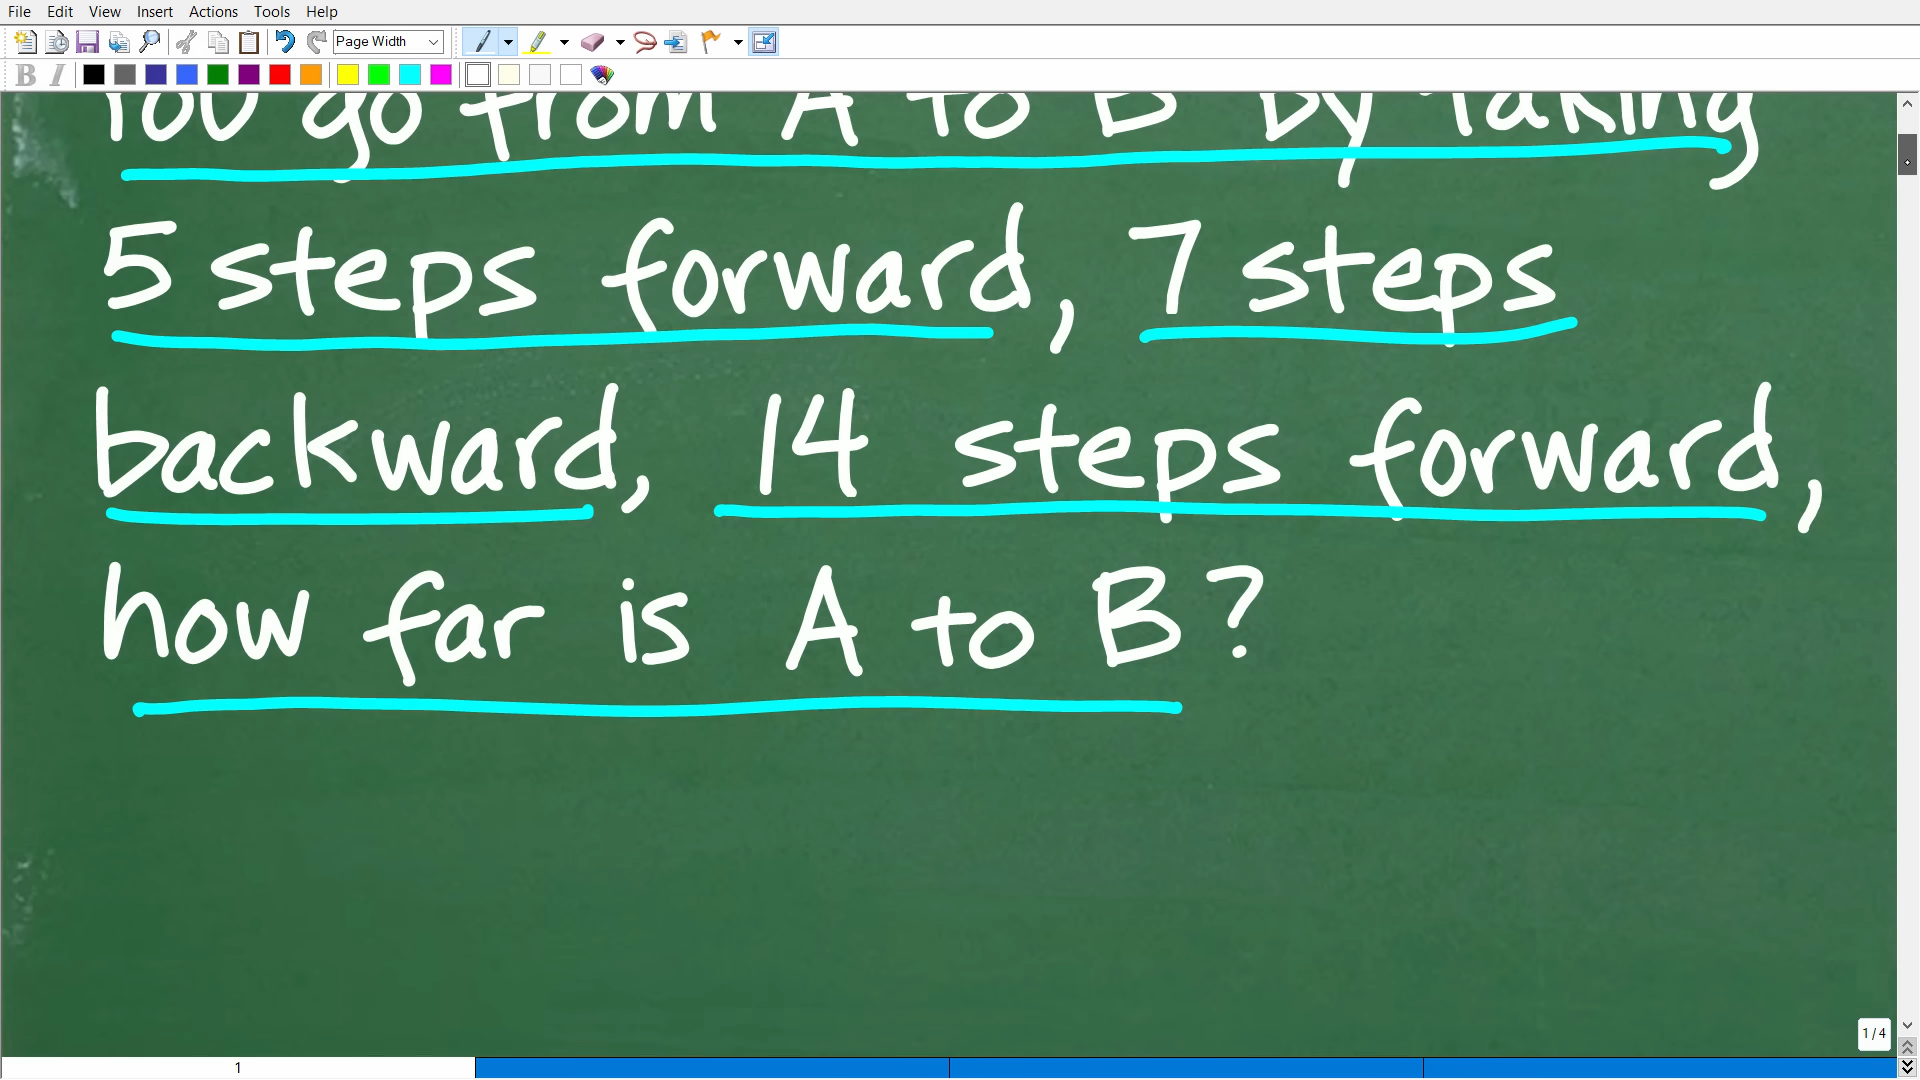 File Edit View Insert Actions Tools Help
Page Width
B I
You go from A to B by taking
5 steps forward, 7 steps
backward, 14 steps forward,
how far is A to B?
1 / 4
1